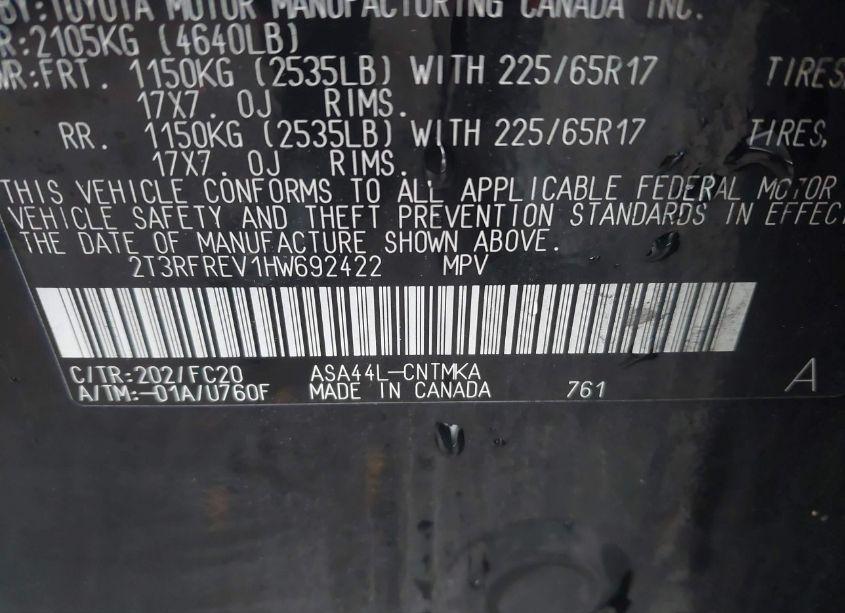 BY:TOYOTA MOTOR MANUFACTURING CANADA INC.
R:2105KG (4640LB)
WR:FRT. 1150KG (2535LB) WITH 225/65R17 TIRES,
17X7.0J RIMS.
RR. 1150KG (2535LB) WITH 225/65R17 TIRES,
17X7.0J RIMS.
THIS VEHICLE CONFORMS TO ALL APPLICABLE FEDERAL MOTOR
VEHICLE SAFETY AND THEFT PREVENTION STANDARDS IN EFFECT
THE DATE OF MANUFACTURE SHOWN ABOVE.
2T3RFREV1HW692422 MPV
C/TR:202/FC20 ASA44L-CNTMKA
A/TM:-01A/U760F MADE IN CANADA 761 A